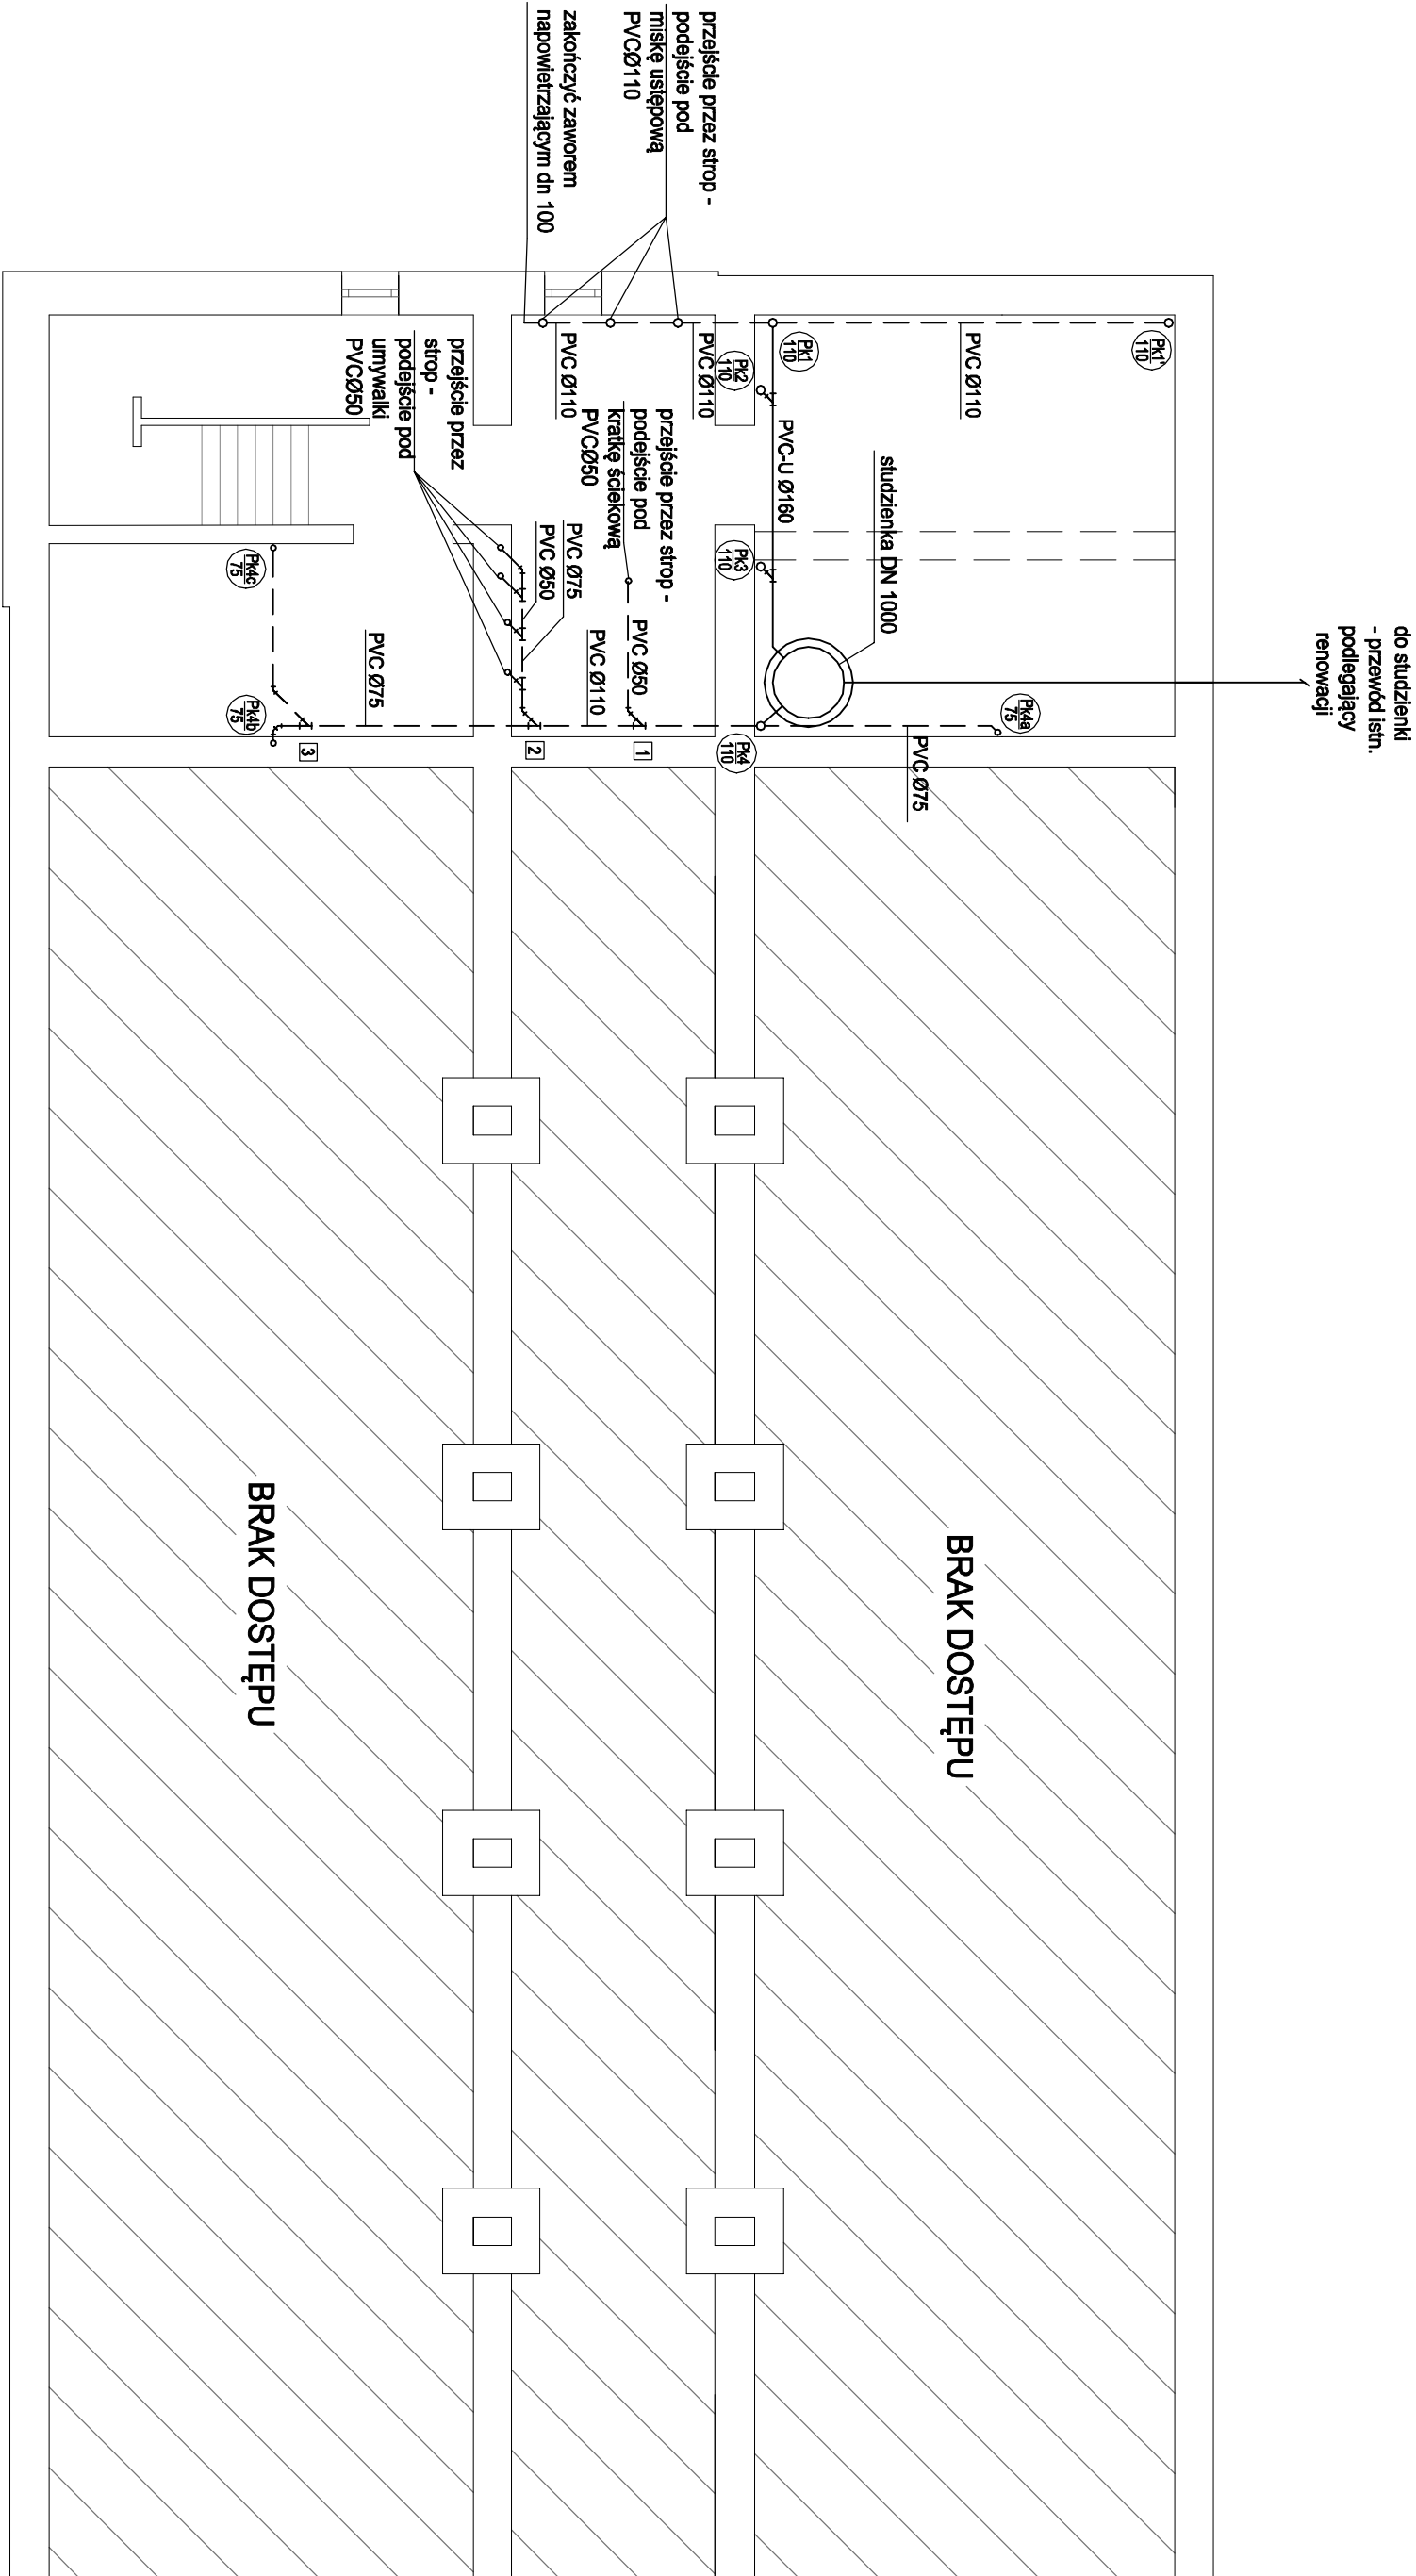 do studzienki
- przewód istn.
podlegający
renowacji
przejście przez strop -
podejście pod
miskę ustępową
PVCØ110
zakończyć zaworem
napowietrzającym dn 100
Pk1'
110
PVC Ø110
Pk1
110
Pk2
110
PVC-U Ø160
studzienka DN 1000
PVC Ø110
PVC Ø110
przejście przez strop -
podejście pod
kratkę ściekową
PVCØ50
przejście przez
strop -
podejście pod
umywalki
PVCØ50
Pk3
110
PVC Ø75
PVC Ø50
PVC Ø50
PVC Ø110
Pk4a
75
PVC Ø75
Pk4
110
1
2
3
PVC Ø75
Pk4c
75
Pk4b
75
BRAK DOSTĘPU
BRAK DOSTĘPU